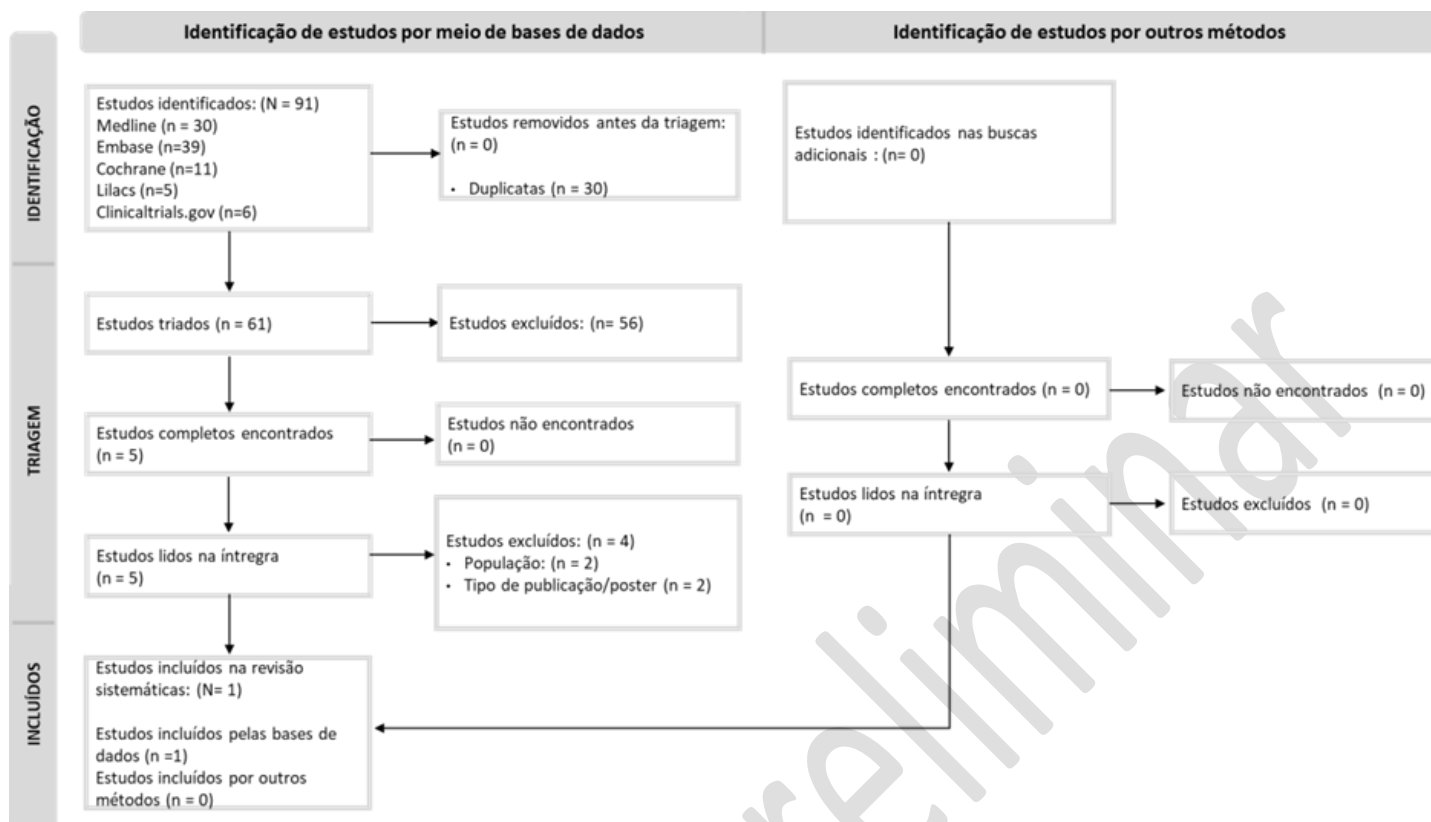 Identificação de estudos por meio de bases de dados
Identificação de estudos por outros métodos
IDENTIFICAÇÃO
Estudos identificados: (N = 91)
Medline (n = 30)
Embase (n=39)
Cochrane (n=11)
Lilacs (n=5)
Clinicaltrials.gov (n=6)
Estudos removidos antes da triagem:
(n = 0)
• Duplicatas (n = 30)
Estudos identificados nas buscas
adicionais : (n= 0)
TRIAGEM
Estudos triados (n = 61)
Estudos excluídos: (n= 56)
Estudos completos encontrados (n = 0)
Estudos não encontrados (n = 0)
Estudos completos encontrados
(n = 5)
Estudos não encontrados
(n = 0)
Estudos lidos na íntregra
(n = 0)
Estudos excluídos (n = 0)
Estudos lidos na íntregra
(n = 5)
Estudos excluídos: (n = 4)
• População: (n = 2)
• Tipo de publicação/poster (n = 2)
INCLUÍDOS
Estudos incluídos na revisão
sistemáticas: (N= 1)
Estudos incluídos pelas bases de
dados (n =1)
Estudos incluídos por outros
métodos (n = 0)
reliminar